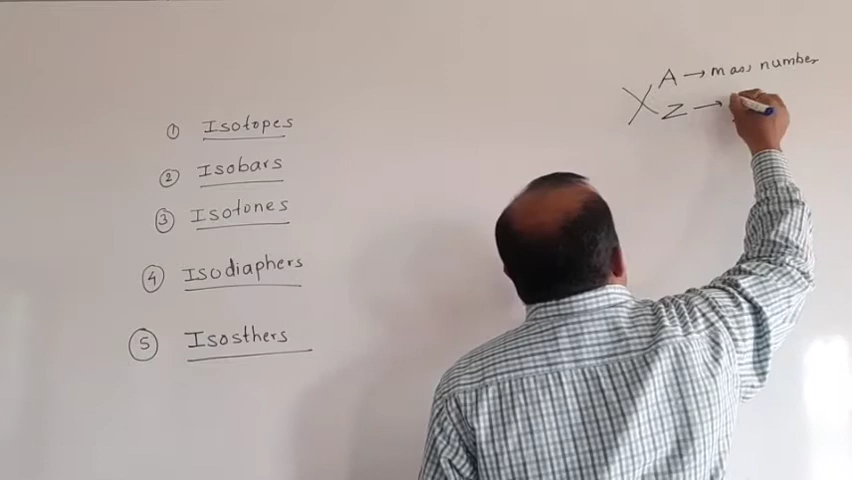 ① Isotopes
② Isobars
③ Isotones
④ Isodiaphers
⑤ Isosthers
X A → mass number
Z →